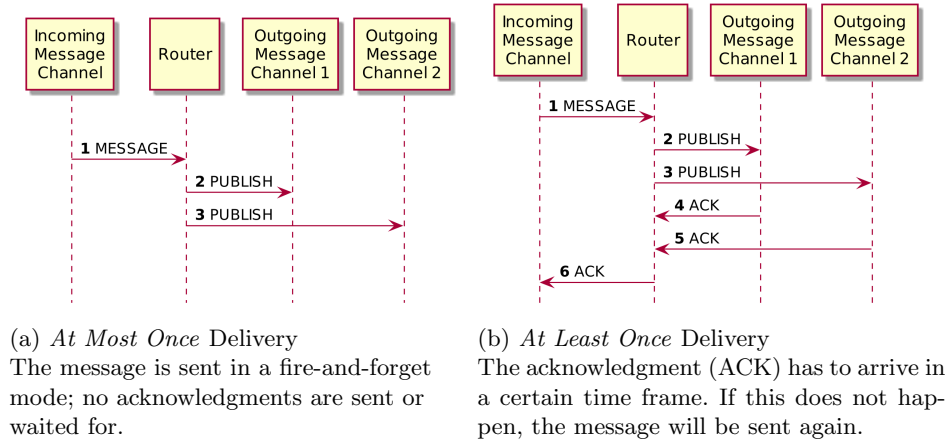 Incoming
Message
Channel
Router
Outgoing
Message
Channel 1
Outgoing
Message
Channel 2
1 MESSAGE
2 PUBLISH
3 PUBLISH
(a) At Most Once Delivery
The message is sent in a fire-and-forget
mode; no acknowledgments are sent or
waited for.
Incoming
Message
Channel
Router
Outgoing
Message
Channel 1
Outgoing
Message
Channel 2
1 MESSAGE
2 PUBLISH
3 PUBLISH
4 ACK
5 ACK
6 ACK
(b) At Least Once Delivery
The acknowledgment (ACK) has to arrive in
a certain time frame. If this does not hap-
pen, the message will be sent again.